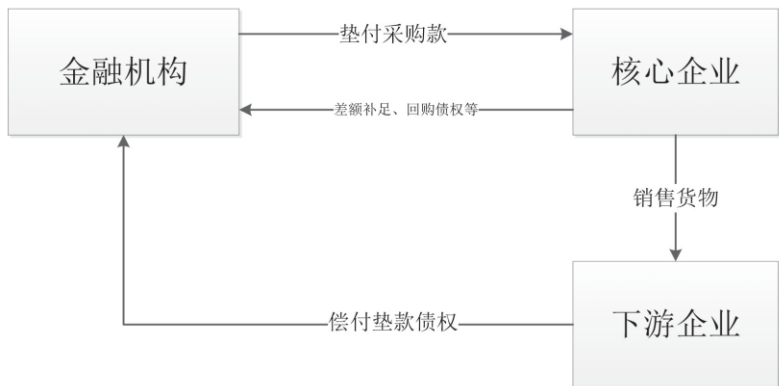 垫付采购款
金融机构
核心企业
差额补足、回购债权等
销售货物
偿付垫款债权
下游企业